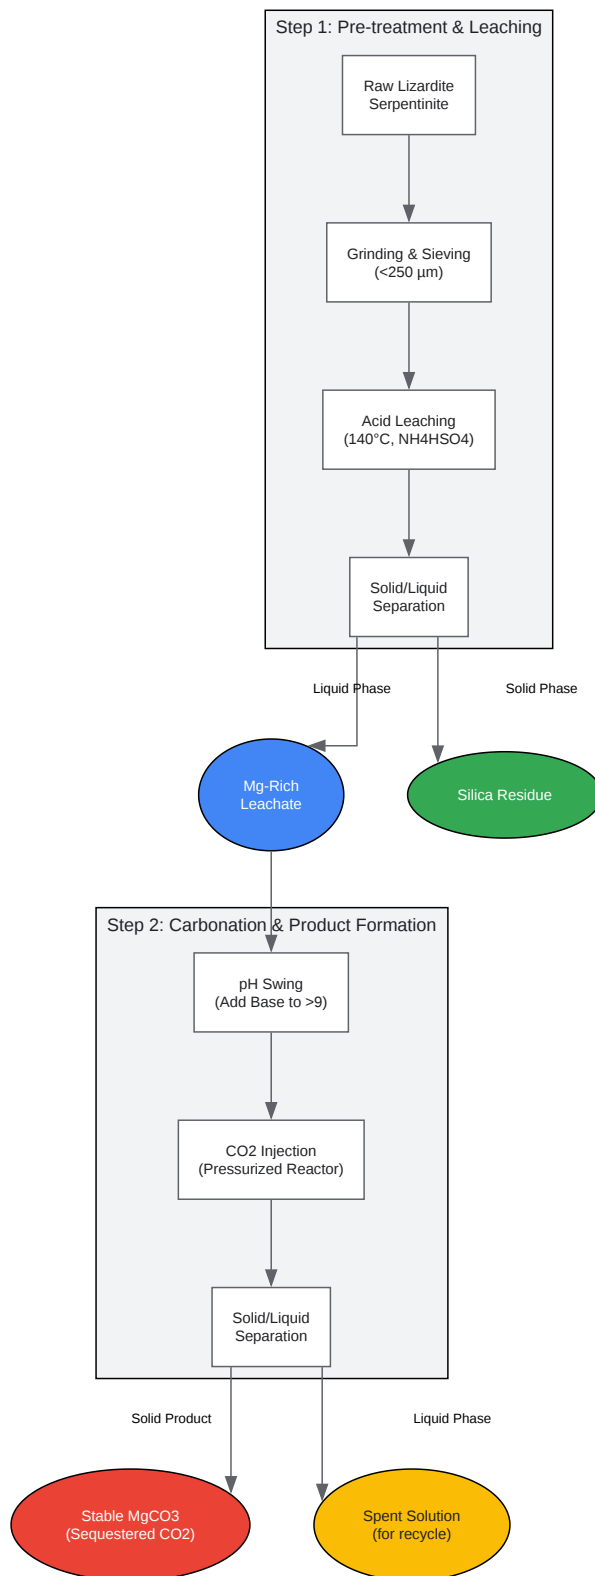 Step 1: Pre-treatment & Leaching
Raw Lizardite
Serpentinite
Grinding & Sieving
(<250 µm)
Acid Leaching
(140°C, NH4HSO4)
Solid/Liquid
Separation
Liquid Phase
Solid Phase
Mg-Rich
Leachate
Silica Residue
Step 2: Carbonation & Product Formation
pH Swing
(Add Base to >9)
CO2 Injection
(Pressurized Reactor)
Solid/Liquid
Separation
Solid Product
Liquid Phase
Stable MgCO3
(Sequestered CO2)
Spent Solution
(for recycle)